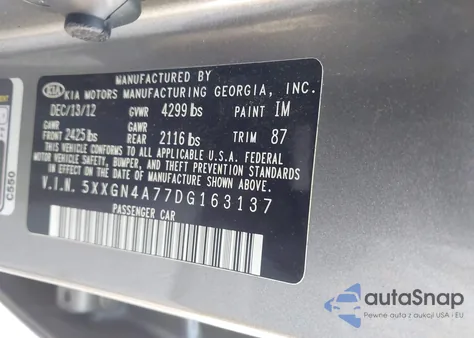 MANUFACTURED BY
KIA KIA MOTORS MANUFACTURING GEORGIA, INC.
DEC/13/12 GVWR 4299 lbs PAINT IM
GAWR FRONT 2425 lbs GAWR REAR 2116 lbs TRIM 87
THIS VEHICLE CONFORMS TO ALL APPLICABLE U.S.A. FEDERAL
MOTOR VEHICLE SAFETY, BUMPER, AND THEFT PREVENTION STANDARDS
IN EFFECT ON THE DATE OF MANUFACTURE SHOWN ABOVE.
V.I.N. 5XXGN4A77DG163137
PASSENGER CAR
C550
autoSnap
Pewne auta z aukcji USA i EU